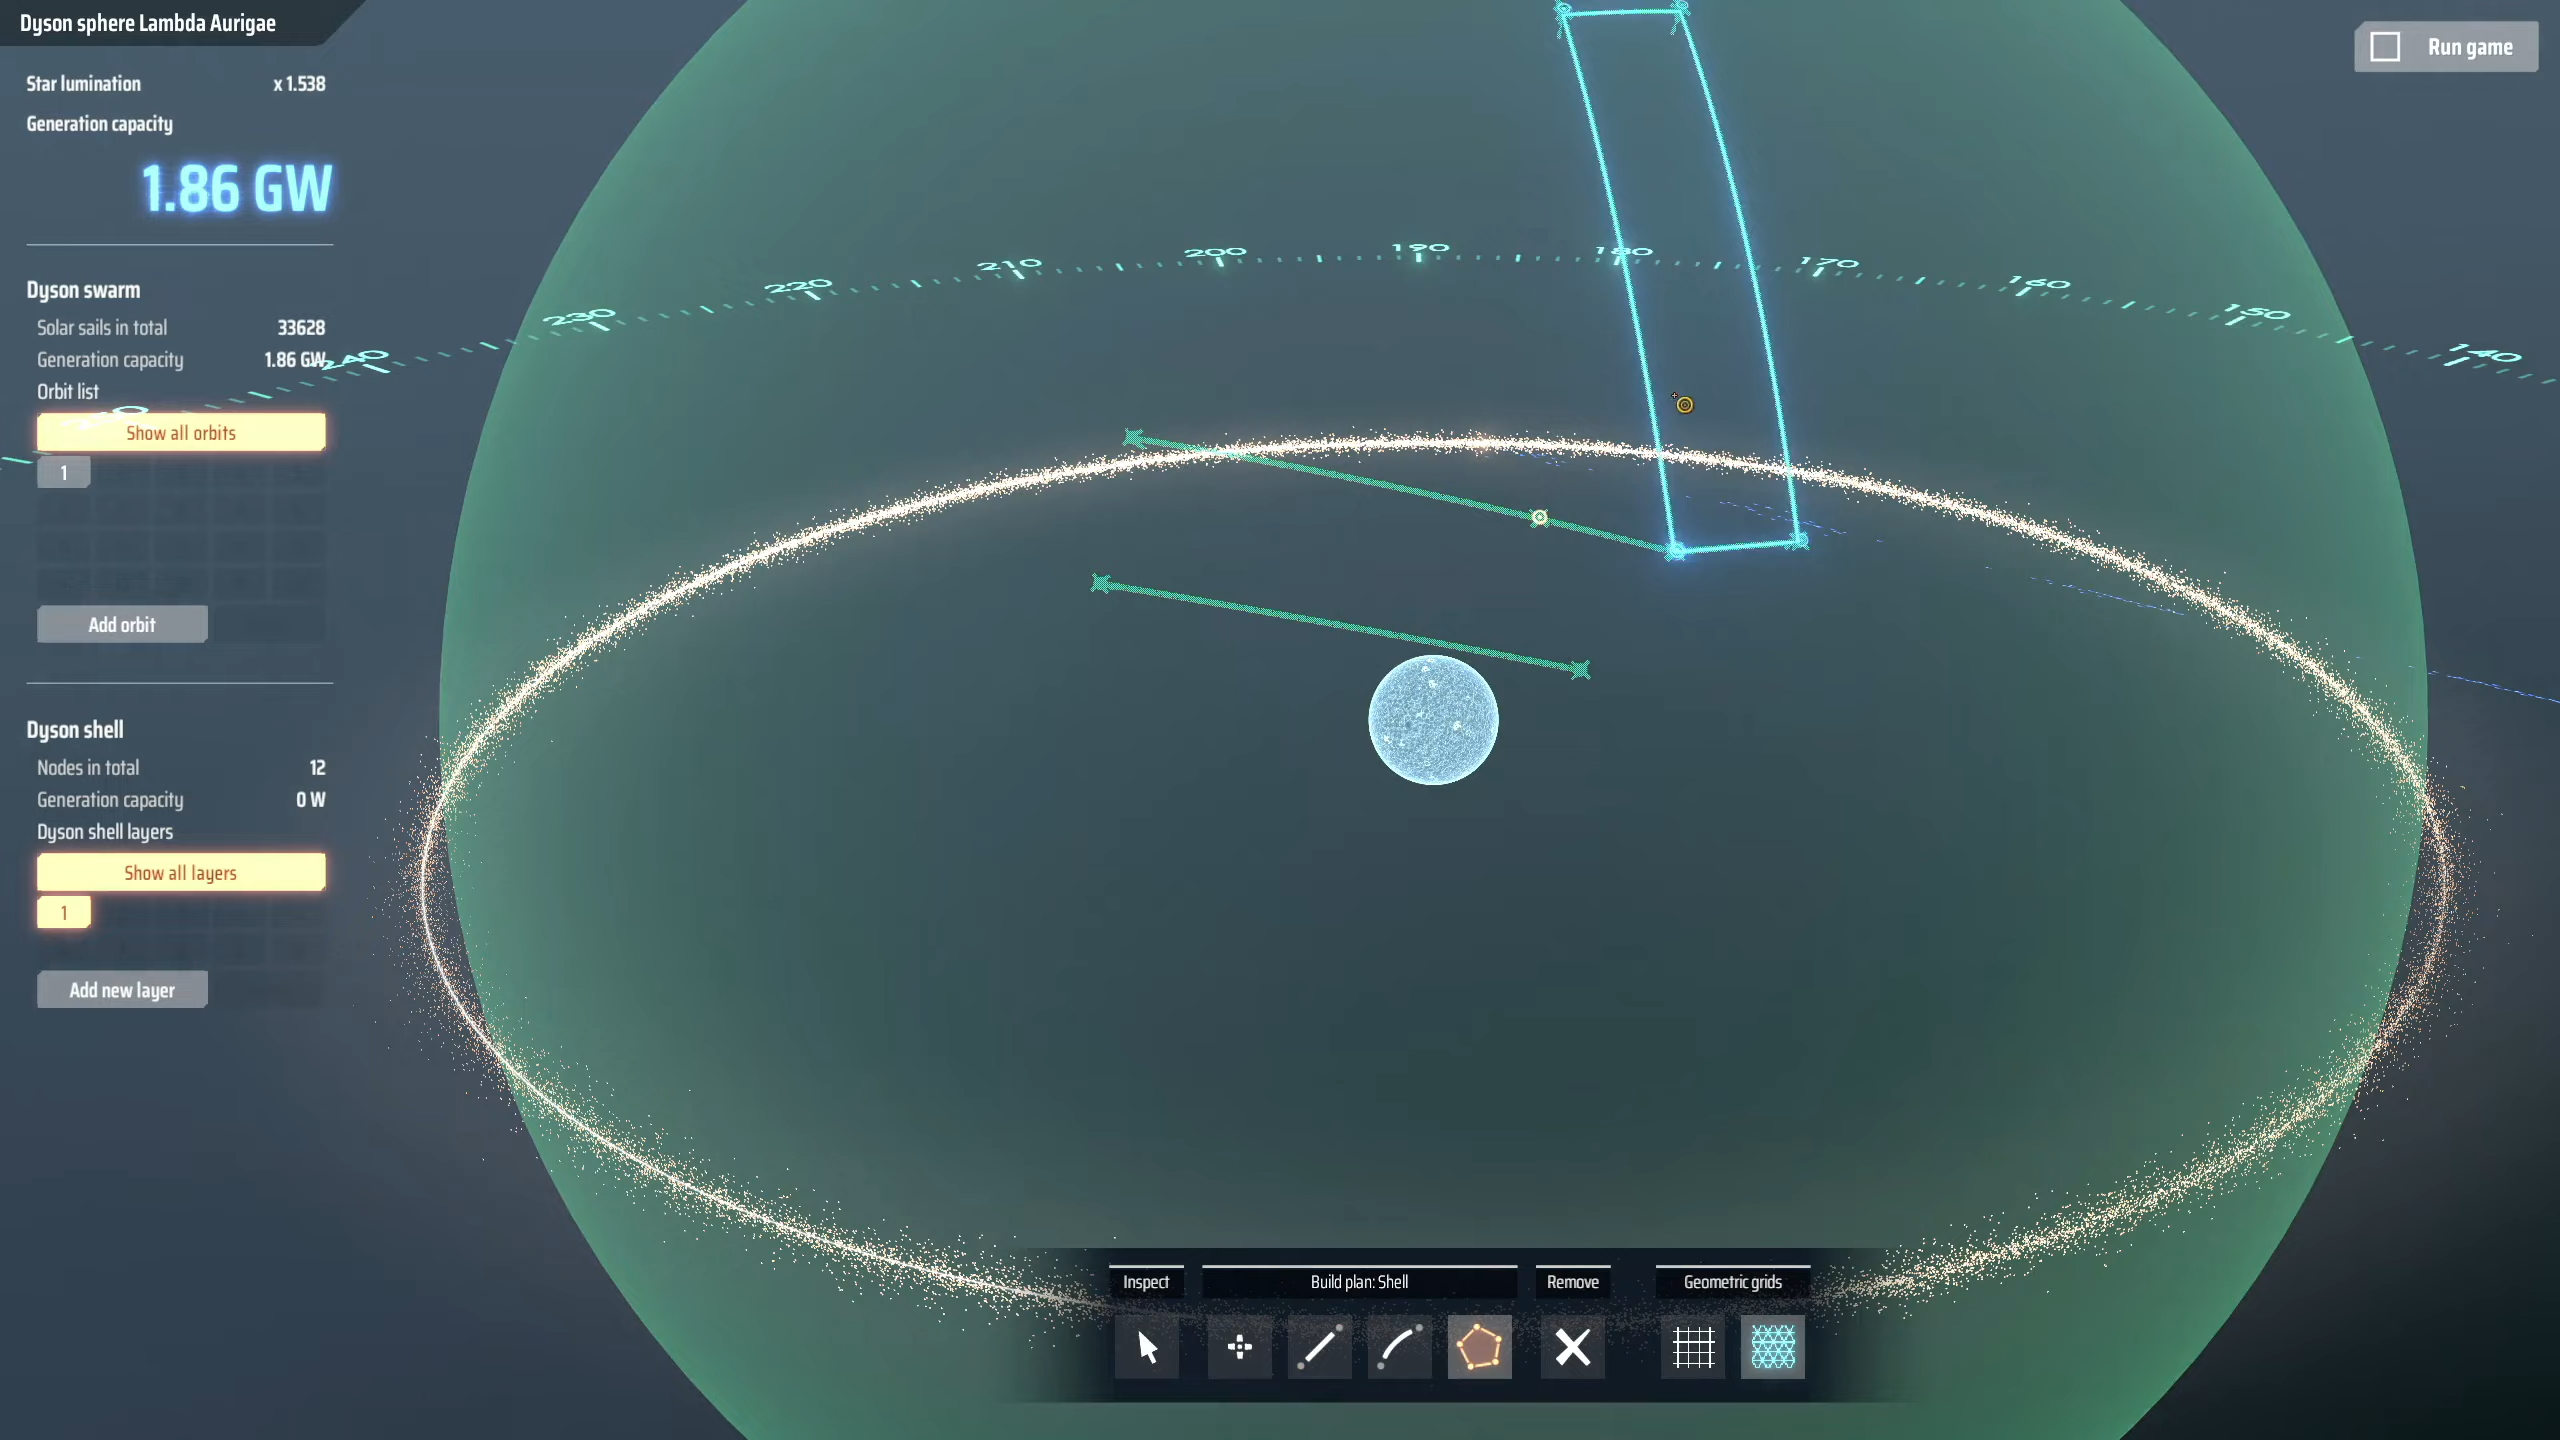 Dyson sphere Lambda Aurigae
Run game
Star lumination x 1.538
Generation capacity
1.86 GW
Dyson swarm
Solar sails in total 33628
Generation capacity 1.86 GW
Orbit list
Show all orbits
1
Add orbit
Dyson shell
Nodes in total 12
Generation capacity 0 W
Dyson shell layers
Show all layers
1
Add new layer
240
230
220
210
200
190
180
170
160
150
140
Inspect
Build plan: Shell
Remove
Geometric grids